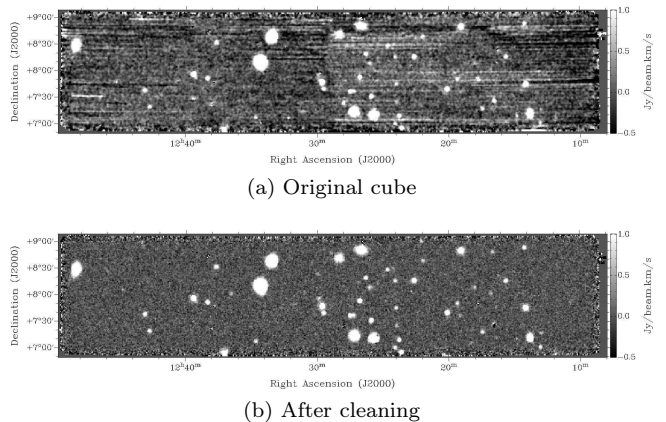 +9°00'
+8°30'
+8°00'
+7°30'
+7°00'
Declination (J2000)
12ʰ40ᵐ
30ᵐ
20ᵐ
10ᵐ
Right Ascension (J2000)
1.0
0.5
0.0
−0.5
Jy/beam.km/s
(a) Original cube
+9°00'
+8°30'
+8°00'
+7°30'
+7°00'
Declination (J2000)
12ʰ40ᵐ
30ᵐ
20ᵐ
10ᵐ
Right Ascension (J2000)
1.0
0.5
0.0
−0.5
Jy/beam.km/s
(b) After cleaning